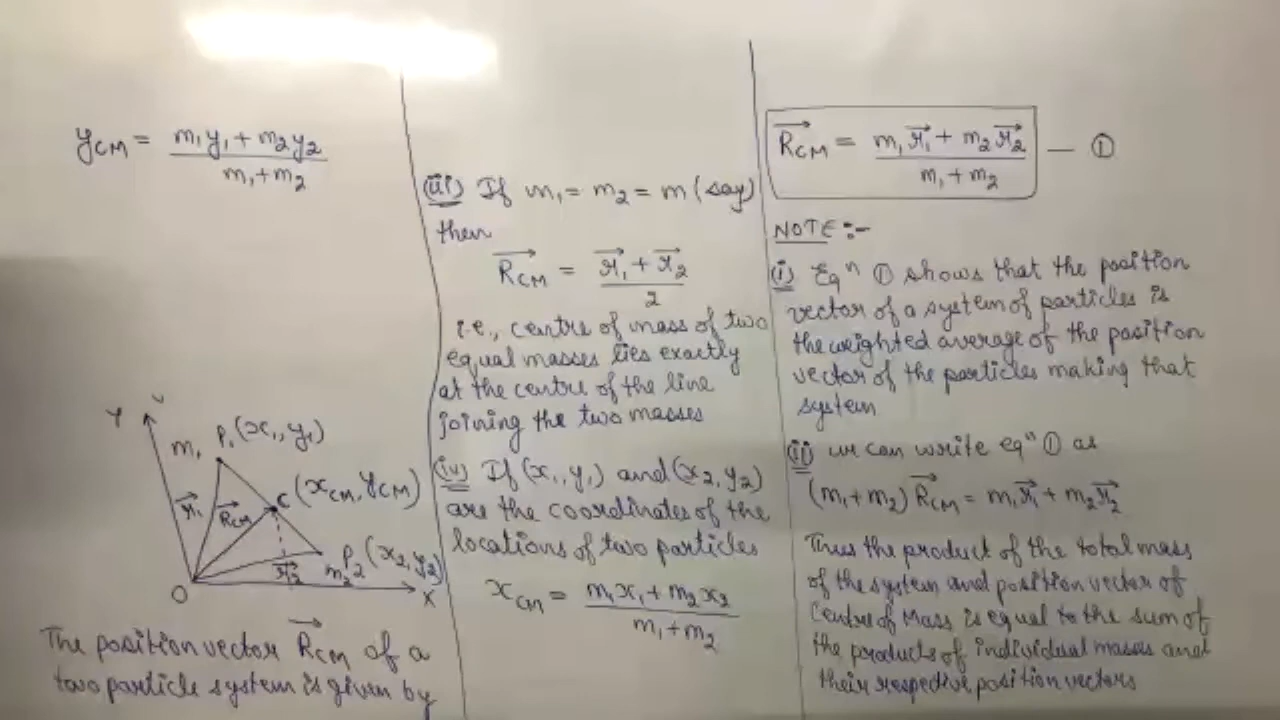 y_CM = (m₁y₁ + m₂y₂) / (m₁ + m₂)
Y
m₁ P₁(x₁, y₁)
C (x_CM, y_CM)
r₁⃗ R_CM⃗
r₂⃗ m₂ P₂(x₂, y₂)
O X
The position vector R_CM⃗ of a
two particle system is given by
(iii) If m₁ = m₂ = m (say)
then
R_CM⃗ = (r₁⃗ + r₂⃗) / 2
i.e., centre of mass of two
equal masses lies exactly
at the centre of the line
joining the two masses
(iv) If (x₁, y₁) and (x₂, y₂)
are the coordinates of the
locations of two particles
x_CM = (m₁x₁ + m₂x₂) / (m₁ + m₂)
R_CM⃗ = (m₁r₁⃗ + m₂r₂⃗) / (m₁ + m₂) — ①
NOTE :-
(i) Eqⁿ ① shows that the position
vector of a system of particles is
the weighted average of the position
vector of the particles making that
system
(ii) we can write eqⁿ ① as
(m₁+m₂) R_CM⃗ = m₁r₁⃗ + m₂r₂⃗
Thus the product of the total mass
of the system and position vector of
Centre of Mass is equal to the sum of
the products of individual masses and
their respective position vectors